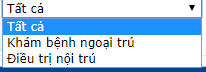 Tất cả
Tất cả
Khám bệnh ngoại trú
Điều trị nội trú